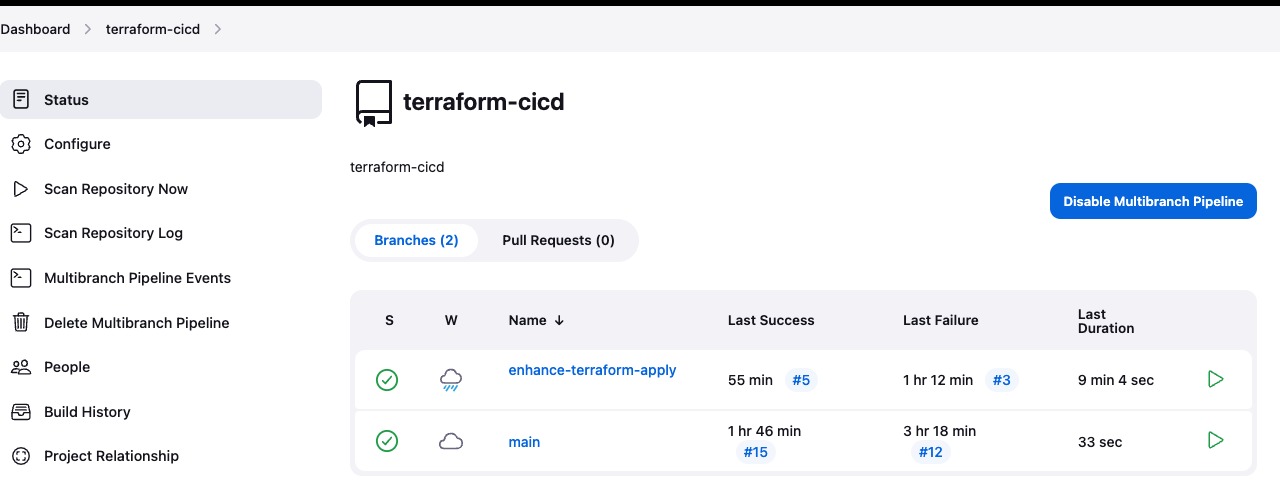 Dashboard
terraform-cicd
Status
Configure
Scan Repository Now
Scan Repository Log
Multibranch Pipeline Events
Delete Multibranch Pipeline
People
Build History
Project Relationship
terraform-cicd
terraform-cicd
Disable Multibranch Pipeline
Branches (2) Pull Requests (0)
S W Name ↓ Last Success Last Failure Last
Duration
enhance-terraform-apply 55 min #5 1 hr 12 min #3 9 min 4 sec
main 1 hr 46 min 3 hr 18 min 33 sec
#15 #12